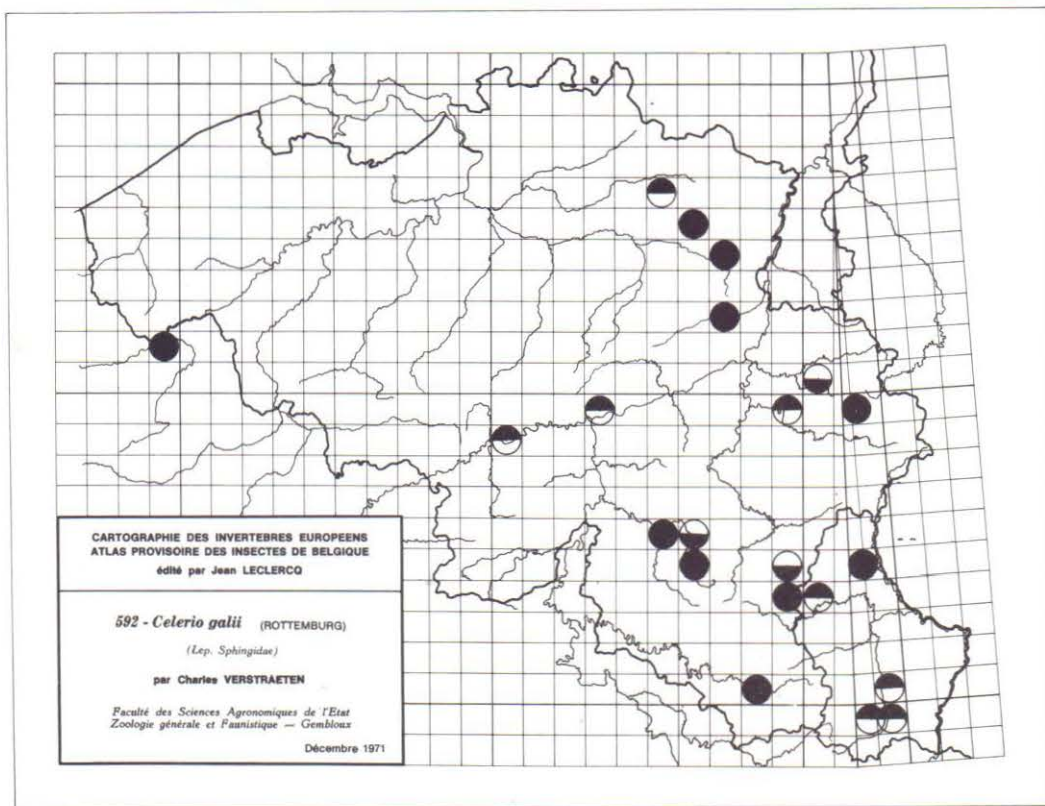 CARTOGRAPHIE DES INVERTEBRES EUROPEENS
ATLAS PROVISOIRE DES INSECTES DE BELGIQUE
édité par Jean LECLERCQ
592 - Celerio galii (ROTTEMBURG)
(Lep. Sphingidae)
par Charles VERSTRAETEN
Faculté des Sciences Agronomiques de l'Etat
Zoologie générale et Faunistique — Gembloux
Décembre 1971